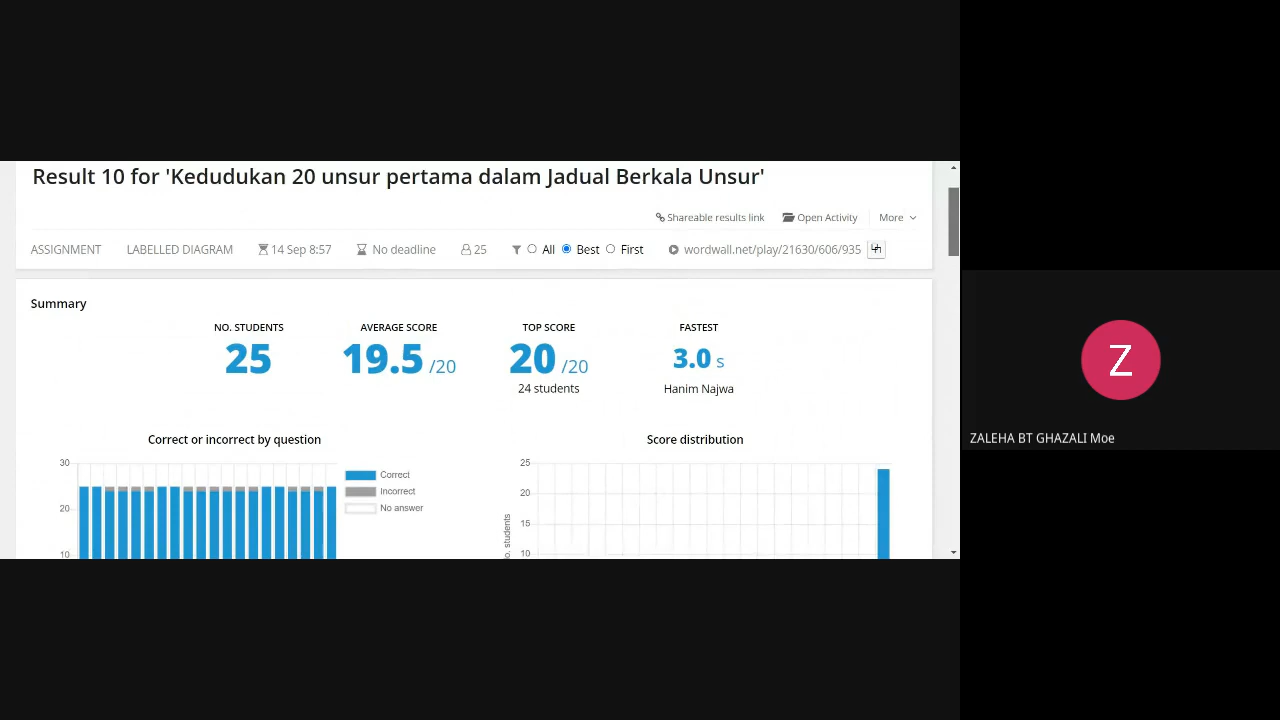 Result 10 for 'Kedudukan 20 unsur pertama dalam Jadual Berkala Unsur'
Shareable results link Open Activity More
ASSIGNMENT LABELLED DIAGRAM 14 Sep 8:57 No deadline 25 All Best First wordwall.net/play/21630/606/935
Summary
NO. STUDENTS AVERAGE SCORE TOP SCORE FASTEST
25 19.5 /20 20 /20 3.0 s
24 students Hanim Najwa
Correct or incorrect by question Score distribution
30 Correct 25
Incorrect
20 No answer 20
15
10 10
students
Z
ZALEHA BT GHAZALI Moe